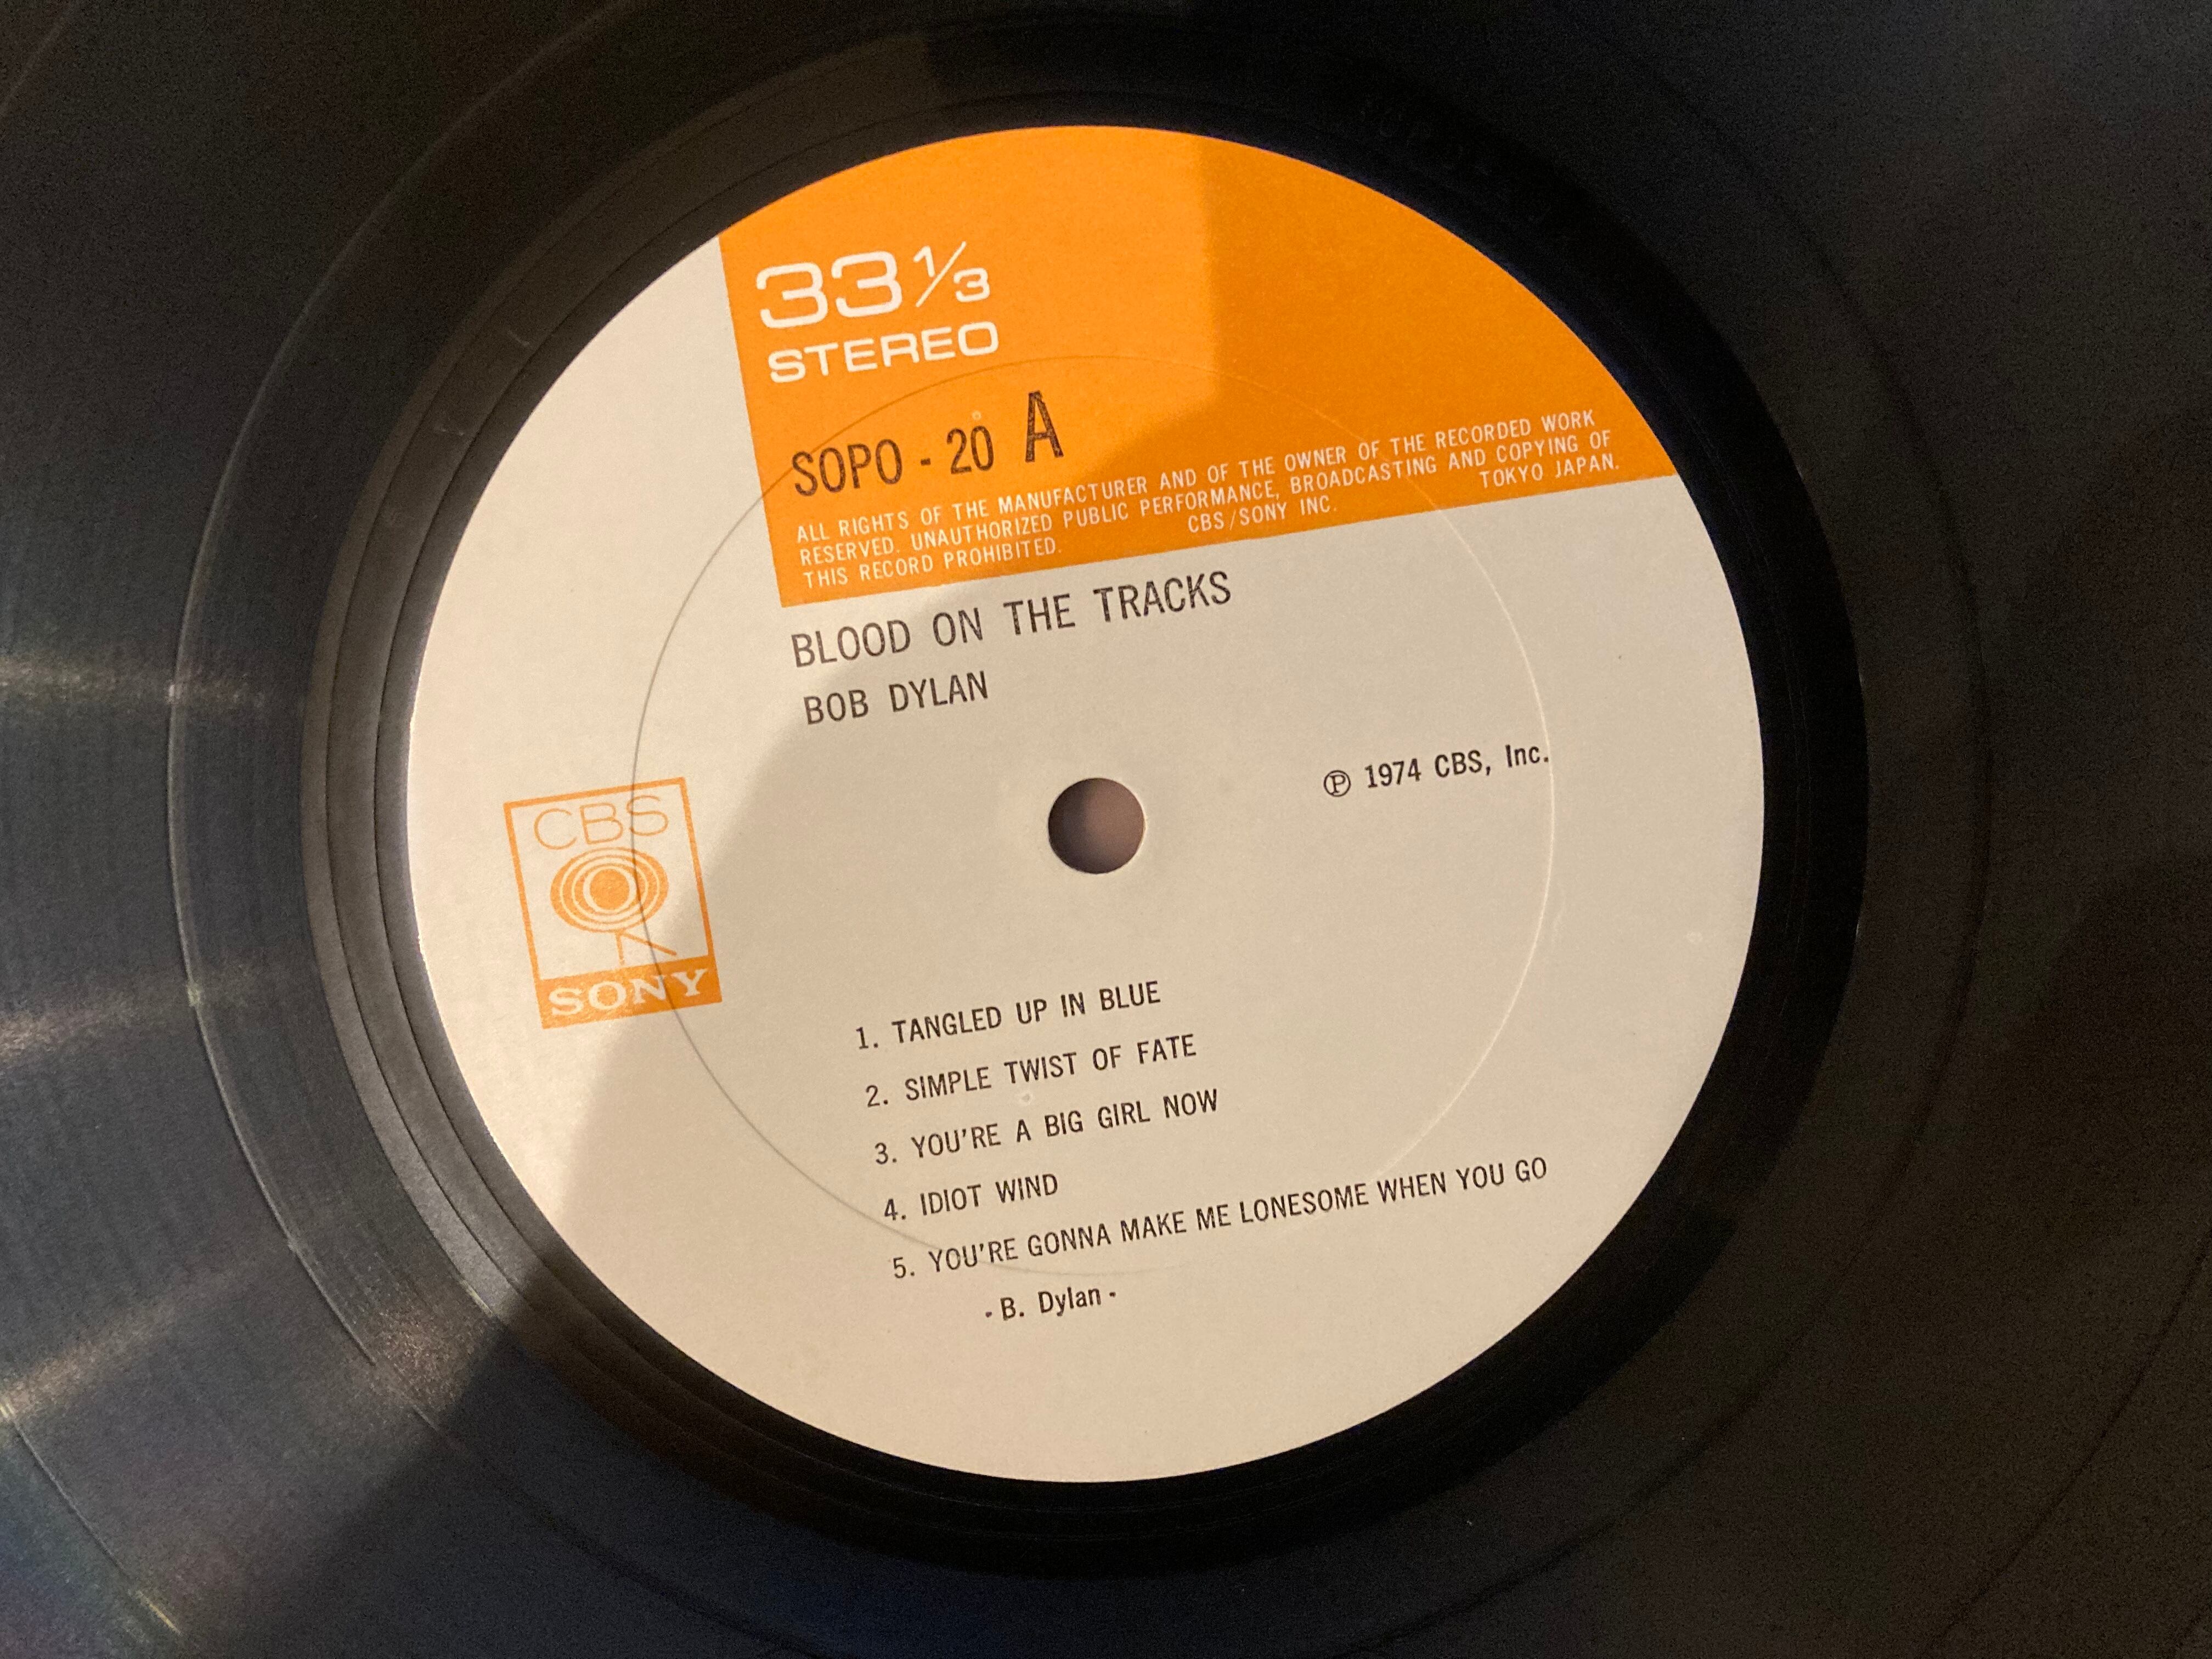 33 1/3
STEREO
SOPO - 20 A
ALL RIGHTS OF THE MANUFACTURER AND OF THE OWNER OF THE RECORDED WORK
RESERVED. UNAUTHORIZED PUBLIC PERFORMANCE, BROADCASTING AND COPYING OF
THIS RECORD PROHIBITED. CBS/SONY INC. TOKYO JAPAN.
BLOOD ON THE TRACKS
BOB DYLAN
℗ 1974 CBS, Inc.
CBS
SONY
1. TANGLED UP IN BLUE
2. SIMPLE TWIST OF FATE
3. YOU'RE A BIG GIRL NOW
4. IDIOT WIND
5. YOU'RE GONNA MAKE ME LONESOME WHEN YOU GO
- B. Dylan -